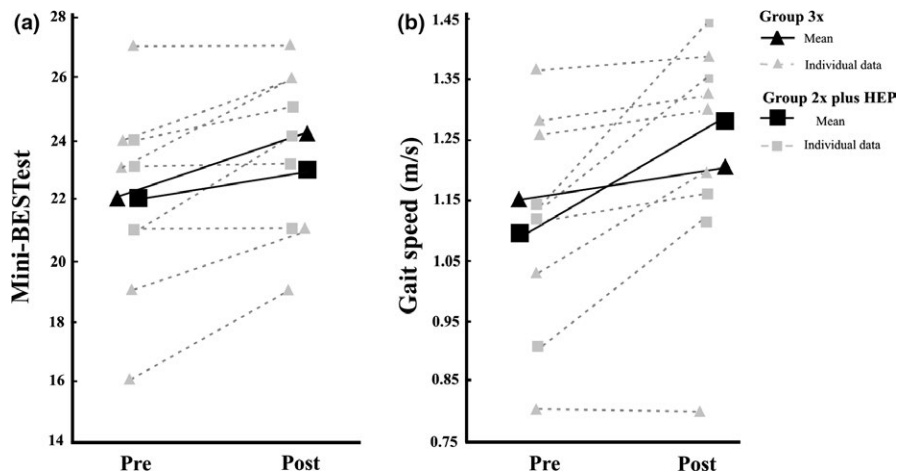 (a)
Mini-BESTest
28
26
24
22
20
18
16
14
Pre
Post
(b)
Gait speed (m/s)
1.45
1.35
1.25
1.15
1.05
0.95
0.85
0.75
Pre
Post
Group 3x
Mean
Individual data
Group 2x plus HEP
Mean
Individual data